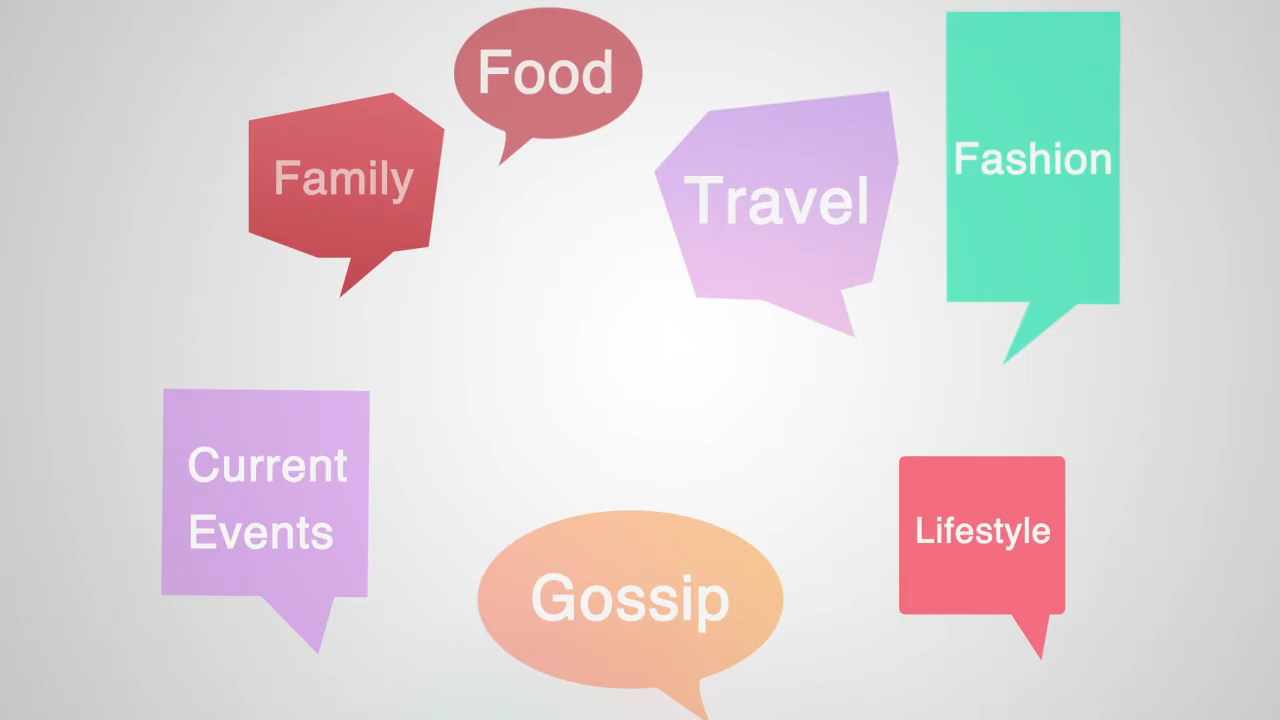 Food
Family
Travel
Fashion
Current
Events
Gossip
Lifestyle